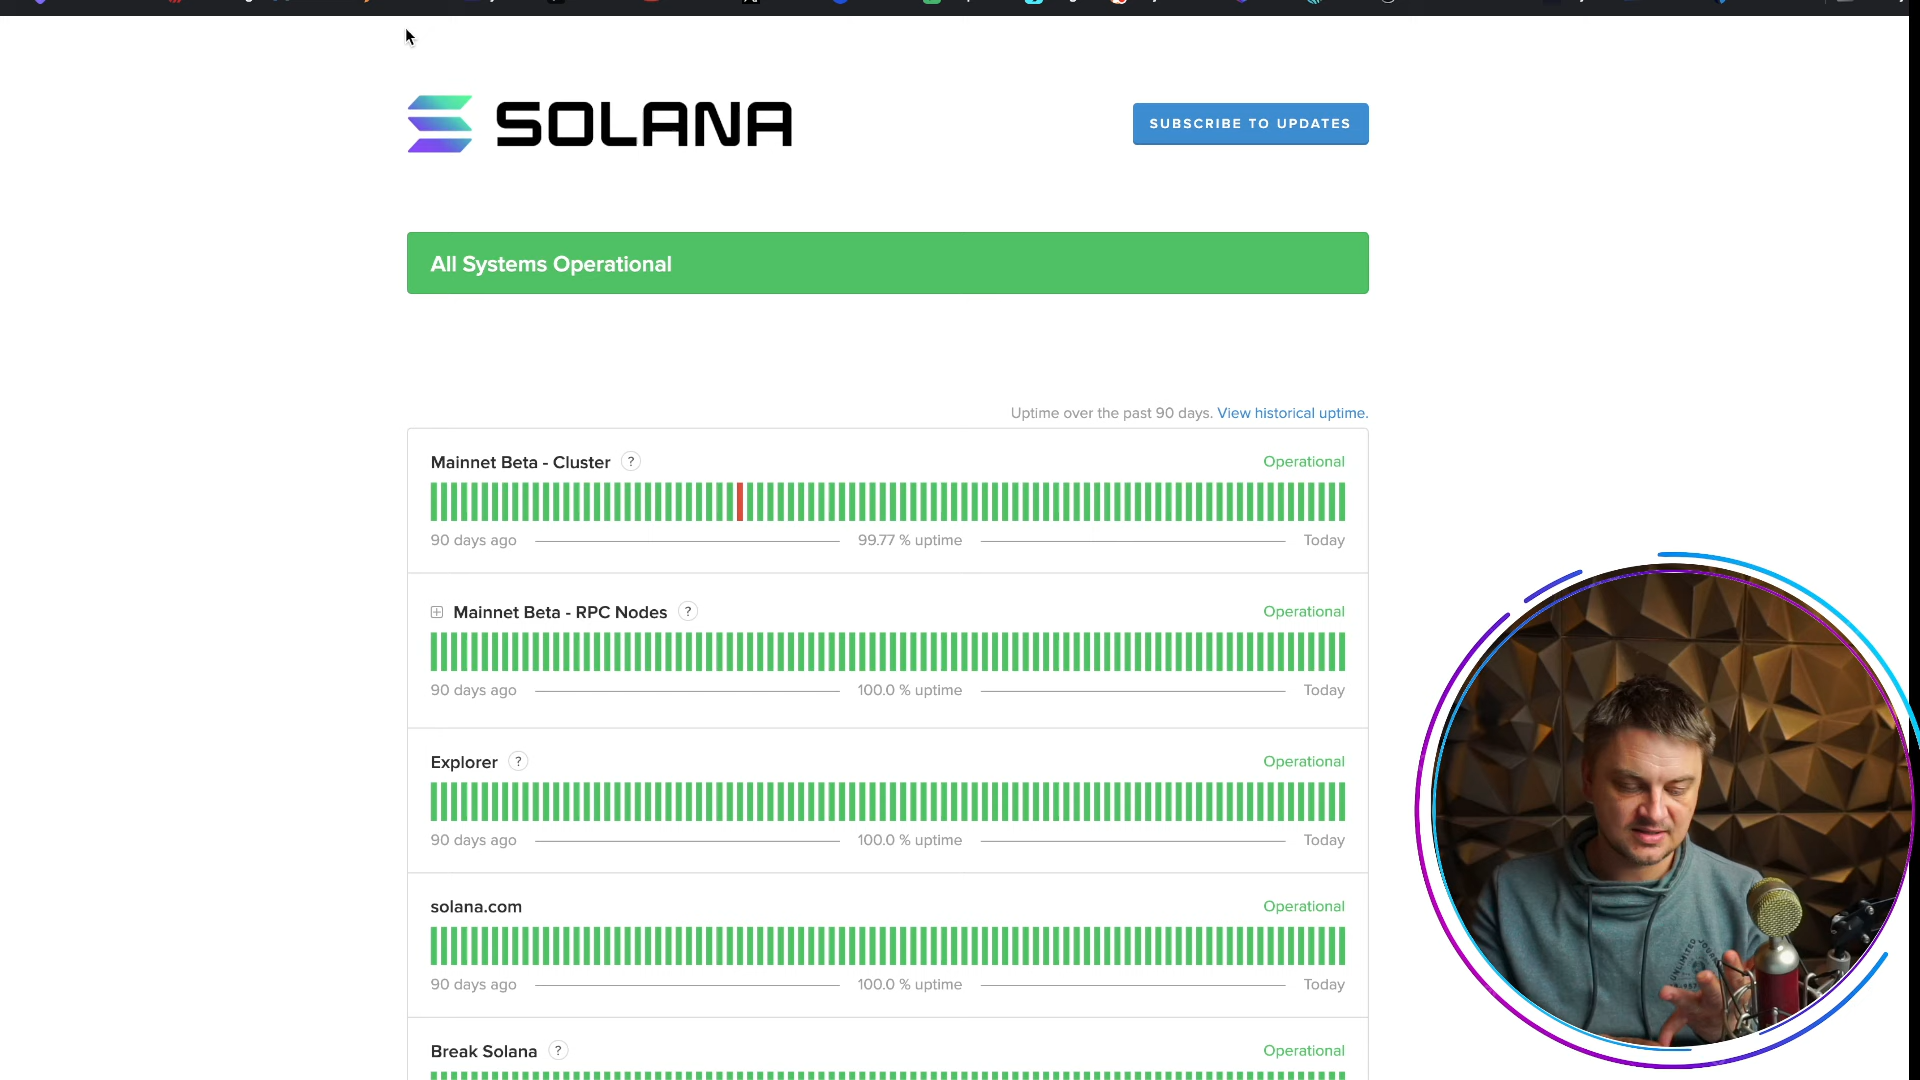 SOLANA
SUBSCRIBE TO UPDATES
All Systems Operational
Uptime over the past 90 days. View historical uptime.
Mainnet Beta - Cluster ? Operational
90 days ago 99.77 % uptime Today
Mainnet Beta - RPC Nodes ? Operational
90 days ago 100.0 % uptime Today
Explorer ? Operational
90 days ago 100.0 % uptime Today
solana.com Operational
90 days ago 100.0 % uptime Today
Break Solana ? Operational
UNLIMITED